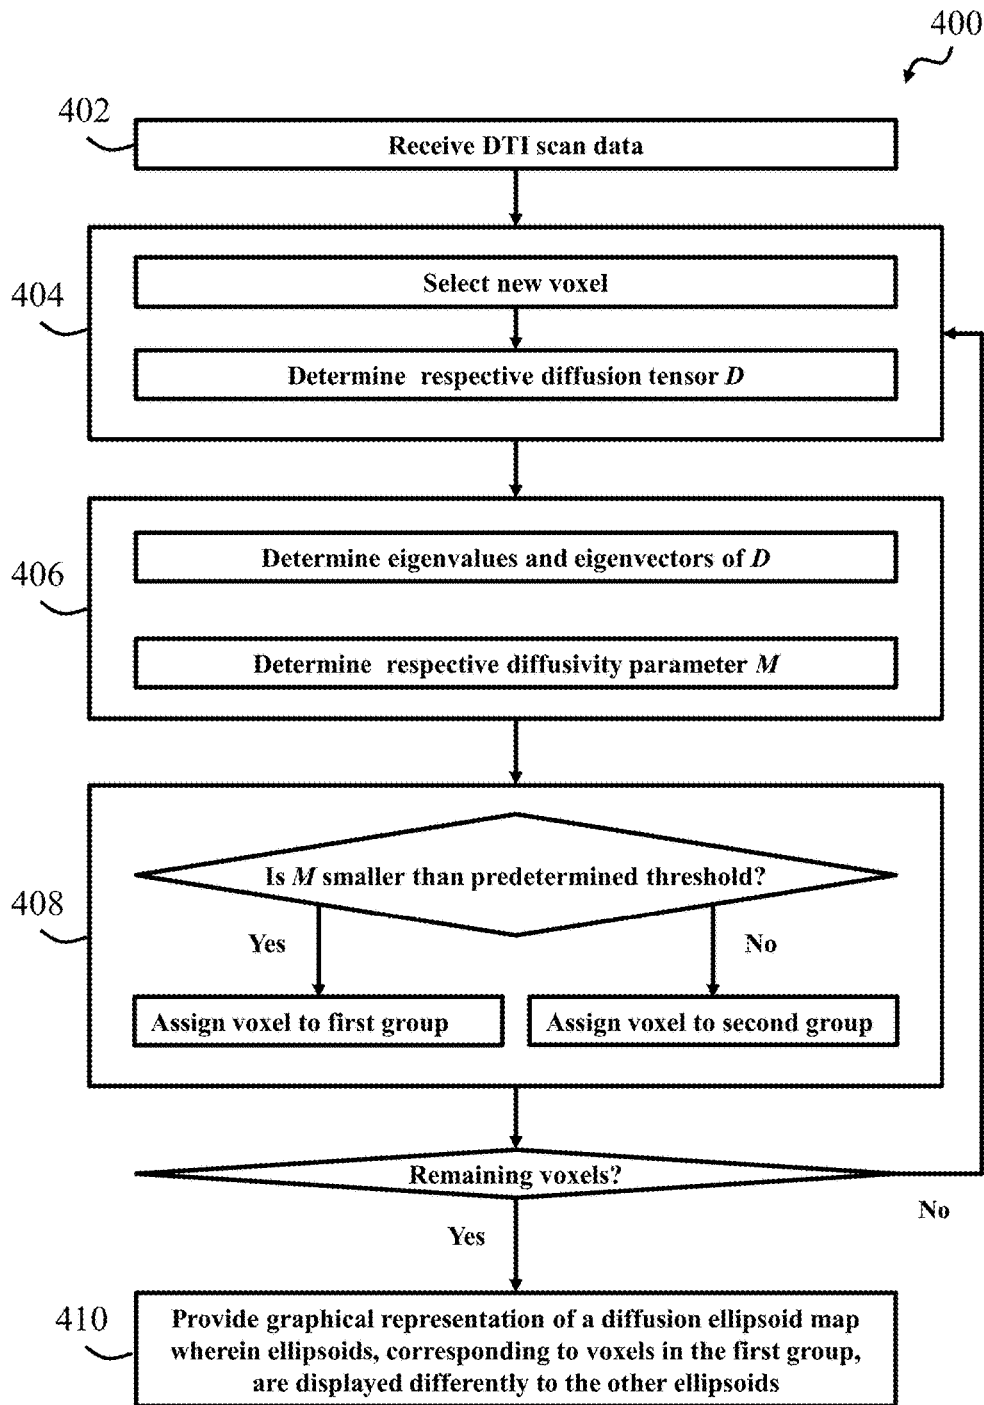 400
402
Receive DTI scan data
404
Select new voxel
Determine respective diffusion tensor D
406
Determine eigenvalues and eigenvectors of D
Determine respective diffusivity parameter M
408
Is M smaller than predetermined threshold?
Yes
No
Assign voxel to first group
Assign voxel to second group
Remaining voxels?
No
Yes
410
Provide graphical representation of a diffusion ellipsoid map
wherein ellipsoids, corresponding to voxels in the first group,
are displayed differently to the other ellipsoids